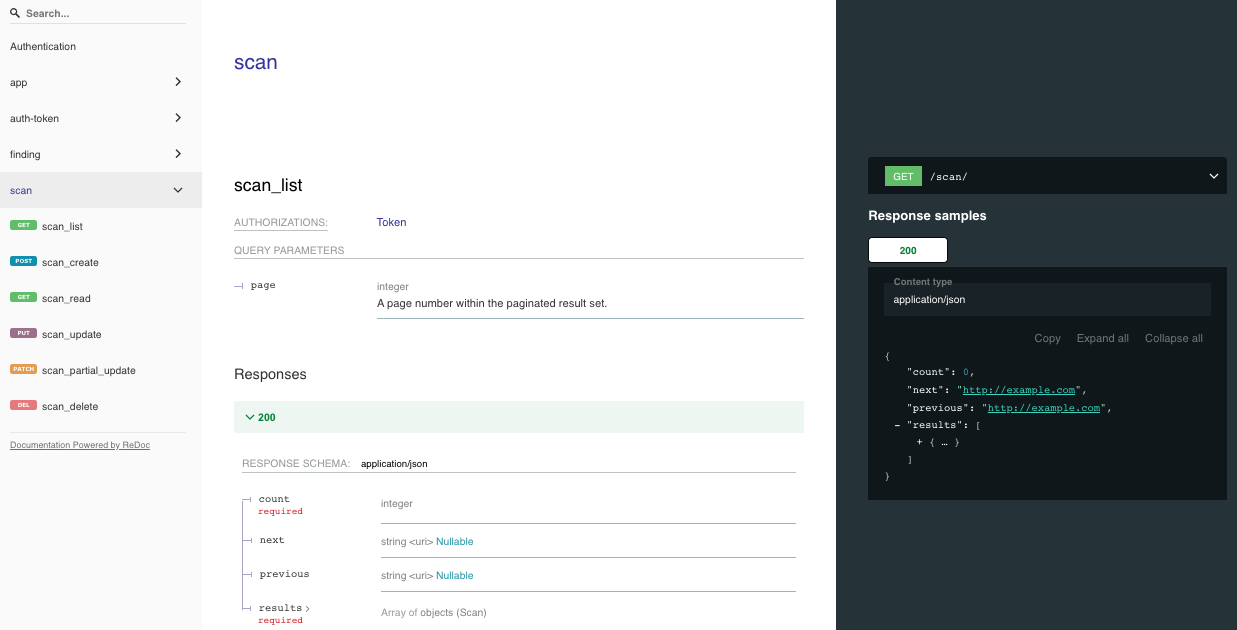 Search...
Authentication
app
auth-token
finding
scan
GET scan_list
POST scan_create
GET scan_read
PUT scan_update
PATCH scan_partial_update
DEL scan_delete
Documentation Powered by ReDoc
scan
scan_list
AUTHORIZATIONS: Token
QUERY PARAMETERS
page integer
A page number within the paginated result set.
Responses
200
RESPONSE SCHEMA: application/json
count integer
required
next string <uri> Nullable
previous string <uri> Nullable
results Array of objects (Scan)
required
GET /scan/
Response samples
200
Content type
application/json
Copy Expand all Collapse all
{
"count": 0,
"next": "http://example.com",
"previous": "http://example.com",
- "results": [
+ { … }
]
}